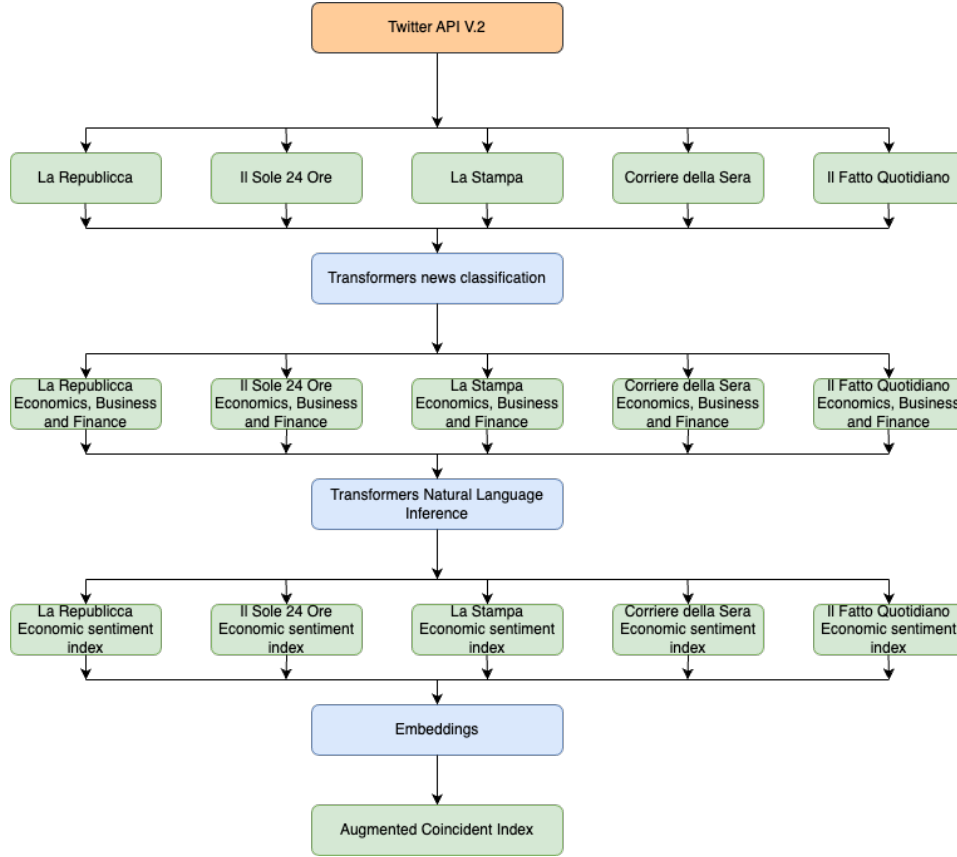 Twitter API V.2
La Republicca
Il Sole 24 Ore
La Stampa
Corriere della Sera
Il Fatto Quotidiano
Transformers news classification
La Republicca
Economics, Business
and Finance
Il Sole 24 Ore
Economics, Business
and Finance
La Stampa
Economics, Business
and Finance
Corriere della Sera
Economics, Business
and Finance
Il Fatto Quotidiano
Economics, Business
and Finance
Transformers Natural Language
Inference
La Republicca
Economic sentiment
index
Il Sole 24 Ore
Economic sentiment
index
La Stampa
Economic sentiment
index
Corriere della Sera
Economic sentiment
index
Il Fatto Quotidiano
Economic sentiment
index
Embeddings
Augmented Coincident Index